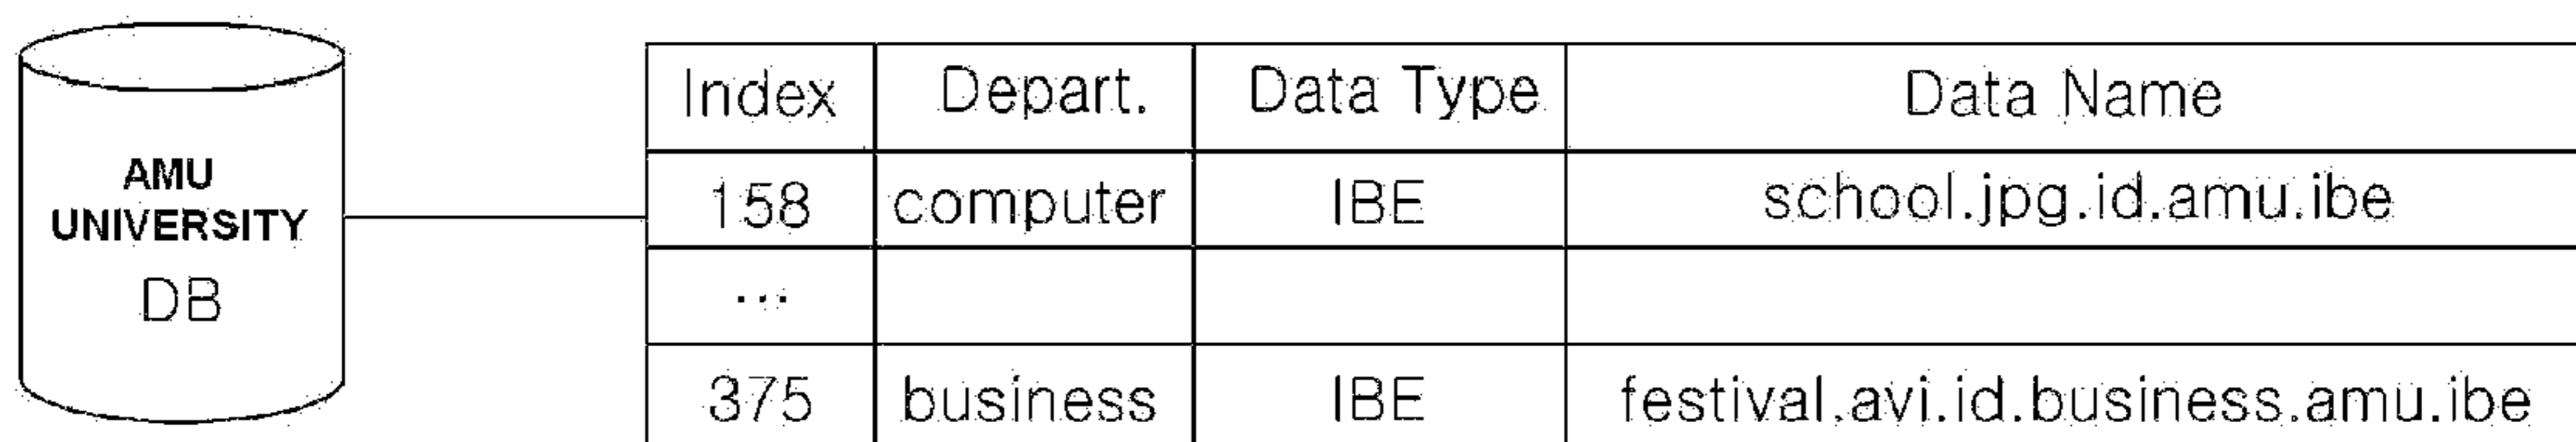 AMU
UNIVERSITY
DB
Index Depart. Data Type Data Name
158 computer IBE school.jpg.id.amu.ibe
...
375 business IBE festival.avi.id.business.amu.ibe